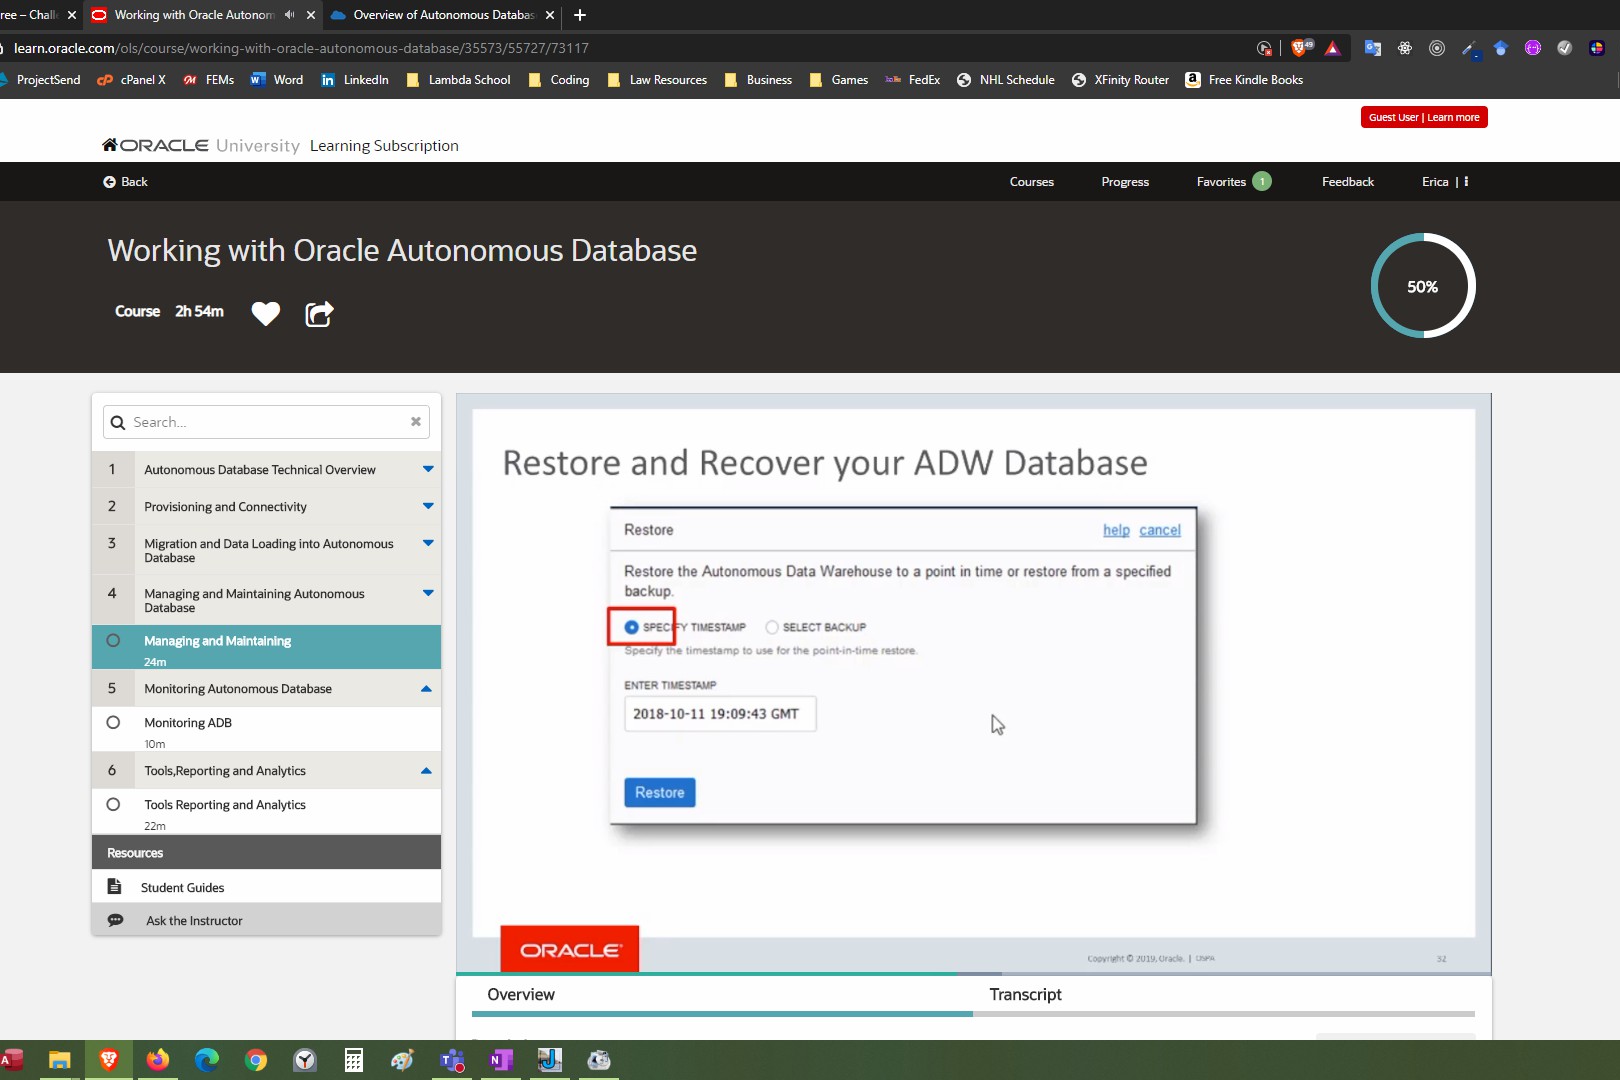 ree – Chall
Working with Oracle Autonom
Overview of Autonomous Databas
learn.oracle.com/ols/course/working-with-oracle-autonomous-database/35573/55727/73117
49
ProjectSend
cPanel X
FEMs
Word
LinkedIn
Lambda School
Coding
Law Resources
Business
Games
FedEx
NHL Schedule
XFinity Router
Free Kindle Books
Guest User | Learn more
ORACLE University Learning Subscription
Back
Courses
Progress
Favorites 1
Feedback
Erica |
Working with Oracle Autonomous Database
Course 2h 54m
50%
Search...
1 Autonomous Database Technical Overview
2 Provisioning and Connectivity
3 Migration and Data Loading into Autonomous
Database
4 Managing and Maintaining Autonomous
Database
Managing and Maintaining
24m
5 Monitoring Autonomous Database
Monitoring ADB
10m
6 Tools,Reporting and Analytics
Tools Reporting and Analytics
22m
Resources
Student Guides
Ask the Instructor
Restore and Recover your ADW Database
Restore
help cancel
Restore the Autonomous Data Warehouse to a point in time or restore from a specified
backup.
SPECIFY TIMESTAMP SELECT BACKUP
Specify the timestamp to use for the point-in-time restore.
ENTER TIMESTAMP
2018-10-11 19:09:43 GMT
Restore
ORACLE
Copyright © 2019, Oracle. |
32
Overview
Transcript